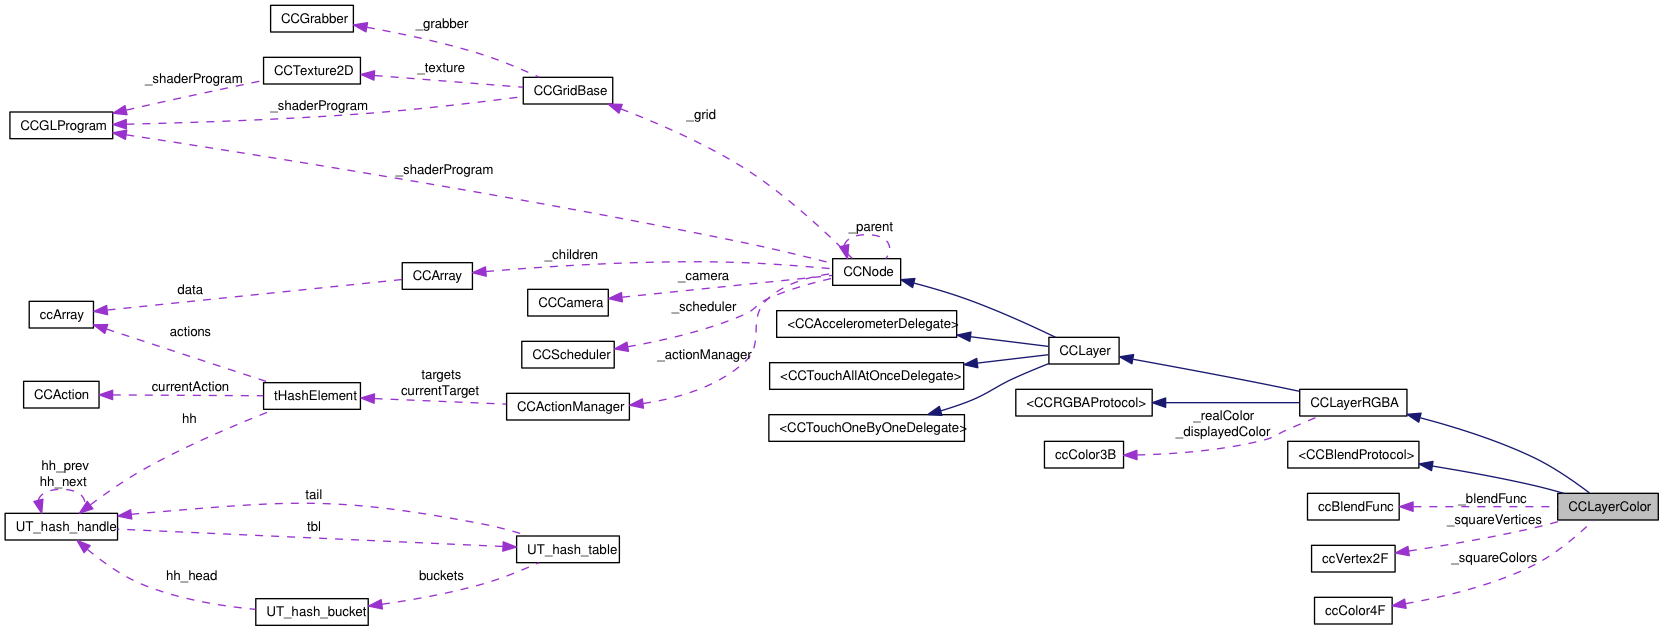 CCGrabber
_grabber
CCTexture2D
_texture
_shaderProgram
CCGridBase
_shaderProgram
CCGLProgram
_grid
_shaderProgram
_parent
_children
CCNode
CCArray
_camera
data
CCCamera
_scheduler
ccArray
<CCAccelerometerDelegate>
actions
CCScheduler
_actionManager
CCLayer
targets
currentTarget
<CCTouchAllAtOnceDelegate>
currentAction
CCAction
tHashElement
CCActionManager
<CCRGBAProtocol>
CCLayerRGBA
hh
<CCTouchOneByOneDelegate>
_realColor
_displayedColor
ccColor3B
<CCBlendProtocol>
hh_prev
hh_next
tail
_blendFunc
ccBlendFunc
CCLayerColor
UT_hash_handle
tbl
_squareVertices
UT_hash_table
ccVertex2F
_squareColors
hh_head
buckets
UT_hash_bucket
ccColor4F